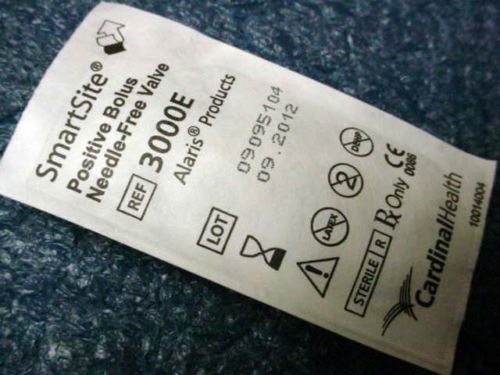 SmartSite®
Positive Bolus
Needle-Free Valve
REF 3000E
Alaris® Products
LOT 09095104
09.2012
LATEX
2
DEHP
STERILE R
Rx Only
CE
0086
CardinalHealth
10014004